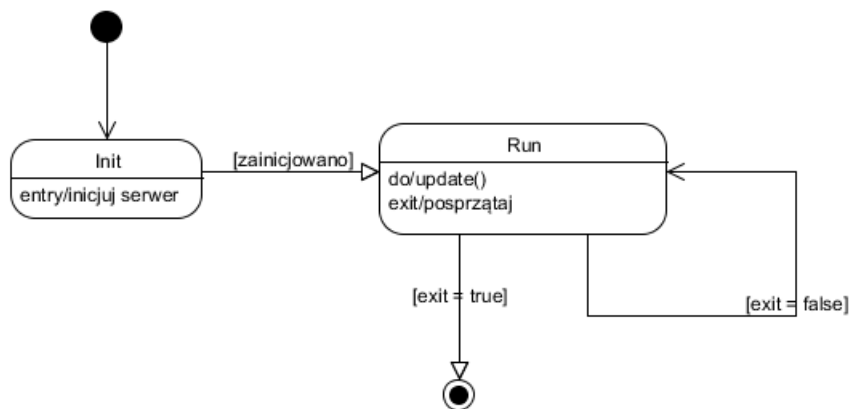 Init
entry/inicjuj serwer
[zainicjowano]
Run
do/update()
exit/posprzątaj
[exit = true]
[exit = false]